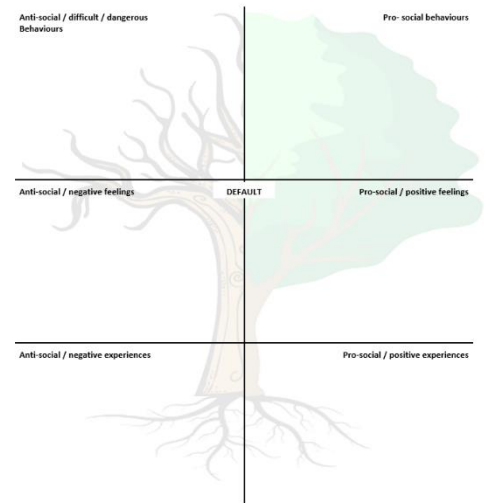 Anti-social / difficult / dangerous
Behaviours
Pro- social behaviours
Anti-social / negative feelings
DEFAULT
Pro-social / positive feelings
Anti-social / negative experiences
Pro-social / positive experiences